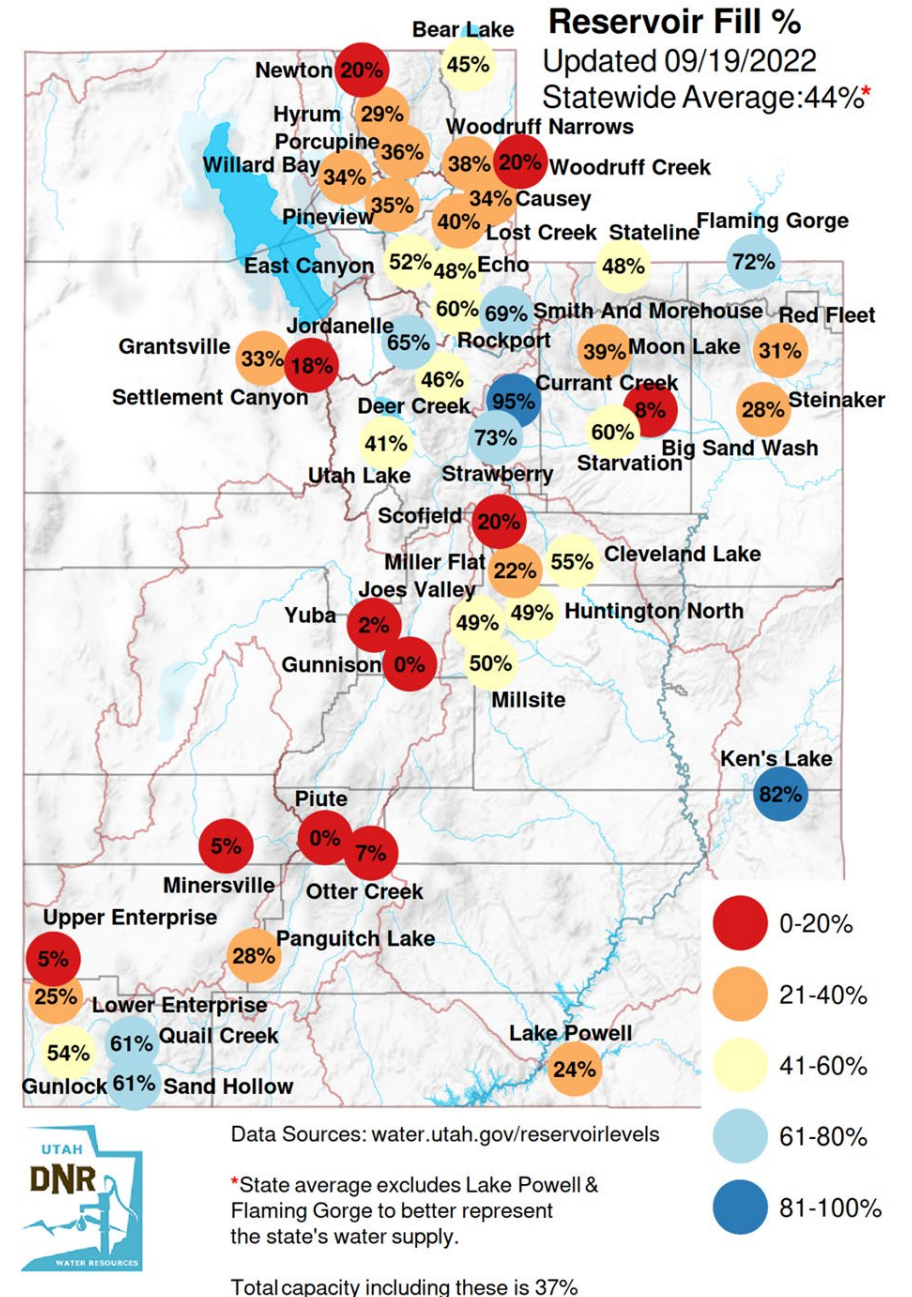 Reservoir Fill %
Updated 09/19/2022
Statewide Average:44%*
Bear Lake
45%
Newton 20%
Hyrum 29%
Porcupine 36%
Woodruff Narrows
38%
20% Woodruff Creek
Willard Bay
34%
34% Causey
Pineview 35%
40% Lost Creek
Stateline
48%
Flaming Gorge
72%
East Canyon 52%
48% Echo
60%
Rockport
69% Smith And Morehouse
Jordanelle
65%
Red Fleet
31%
Grantsville
33%
18%
Settlement Canyon
39% Moon Lake
46%
Deer Creek
Currant Creek
95%
8%
Big Sand Wash
28% Steinaker
41%
Utah Lake
73%
Strawberry
60%
Starvation
Scofield 20%
Miller Flat 22%
55% Cleveland Lake
Joes Valley
49%
49% Huntington North
Yuba 2%
Gunnison 0%
50%
Millsite
Ken's Lake
82%
Piute
0%
7%
Otter Creek
5%
Minersville
Upper Enterprise
5%
28% Panguitch Lake
25% Lower Enterprise
61% Quail Creek
54%
Gunlock
61% Sand Hollow
Lake Powell
24%
0-20%
21-40%
41-60%
61-80%
81-100%
UTAH
DNR
WATER RESOURCES
Data Sources: water.utah.gov/reservoirlevels
*State average excludes Lake Powell &
Flaming Gorge to better represent
the state's water supply.
Total capacity including these is 37%